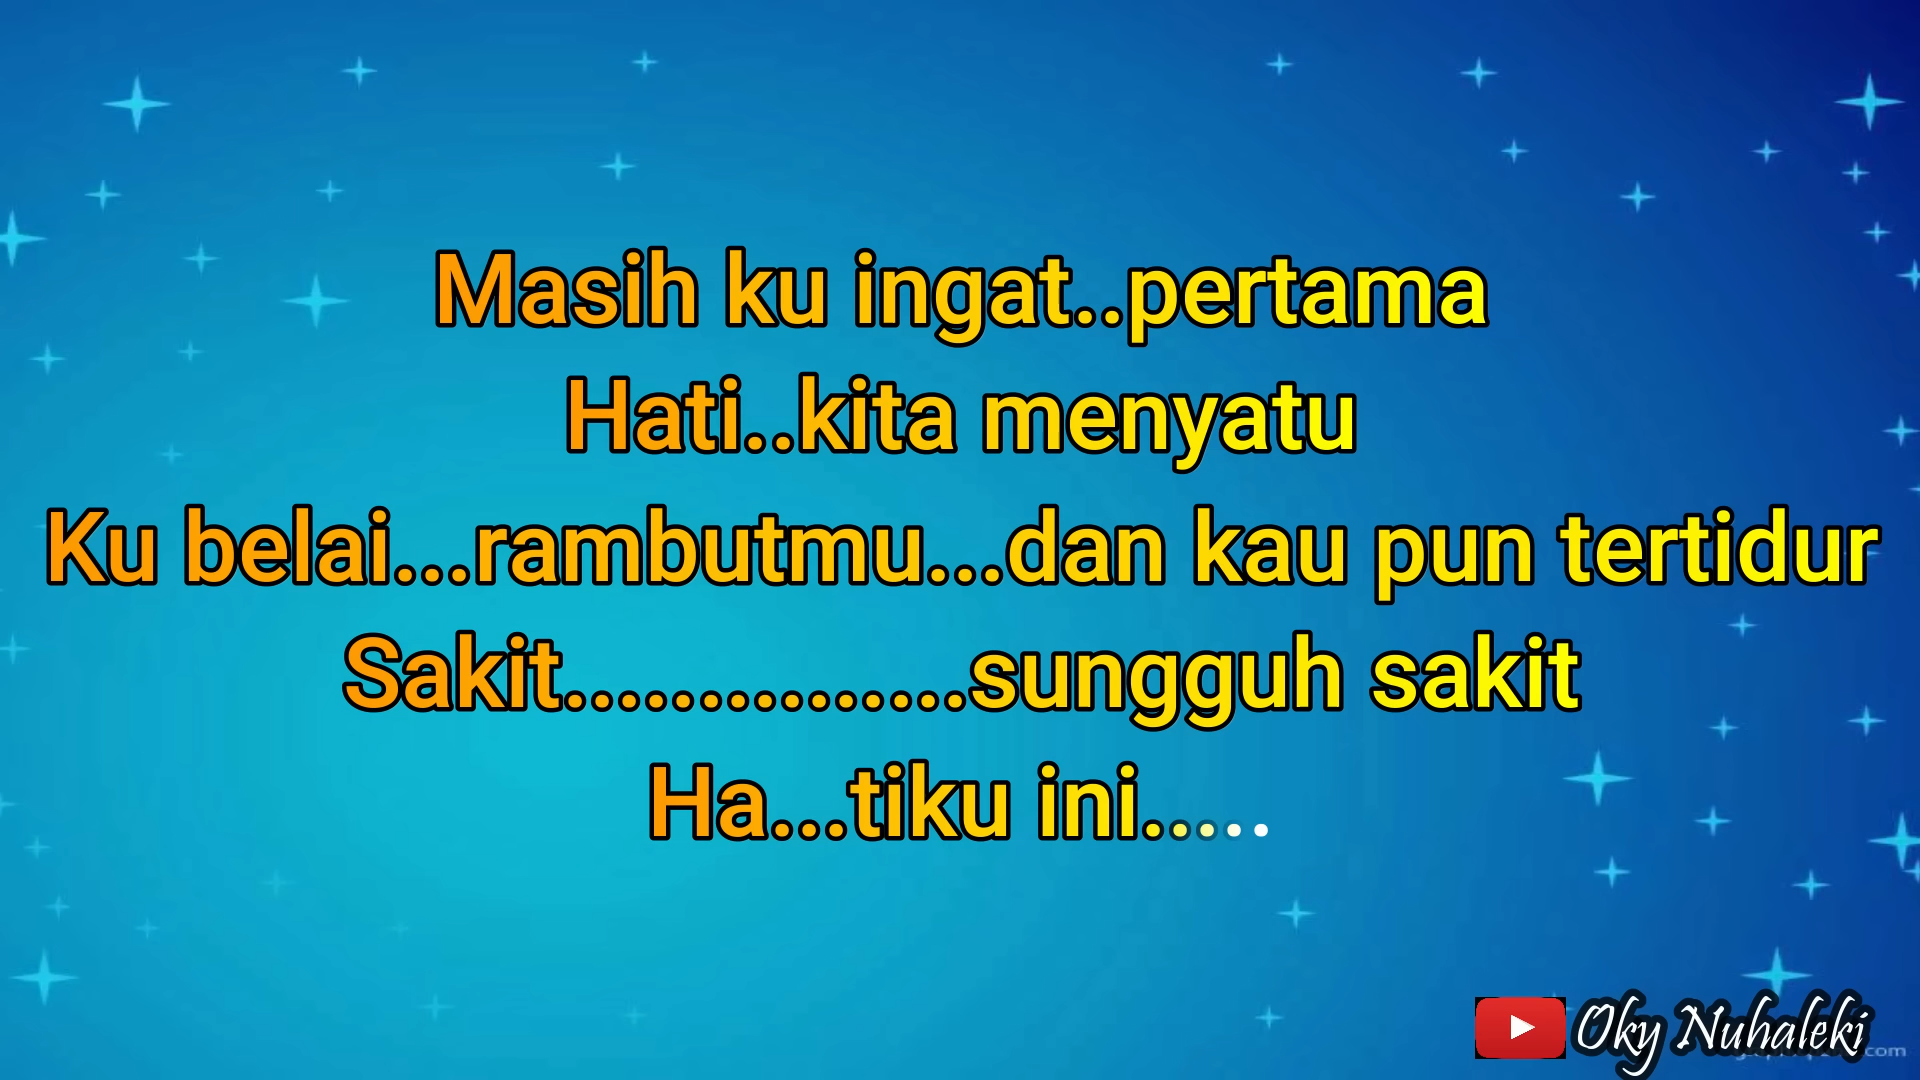 Masih ku ingat..pertama
Hati..kita menyatu
Ku belai...rambutmu...dan kau pun tertidur
Sakit...............sungguh sakit
Ha...tiku ini.....
Oky Nuhaleki
.com